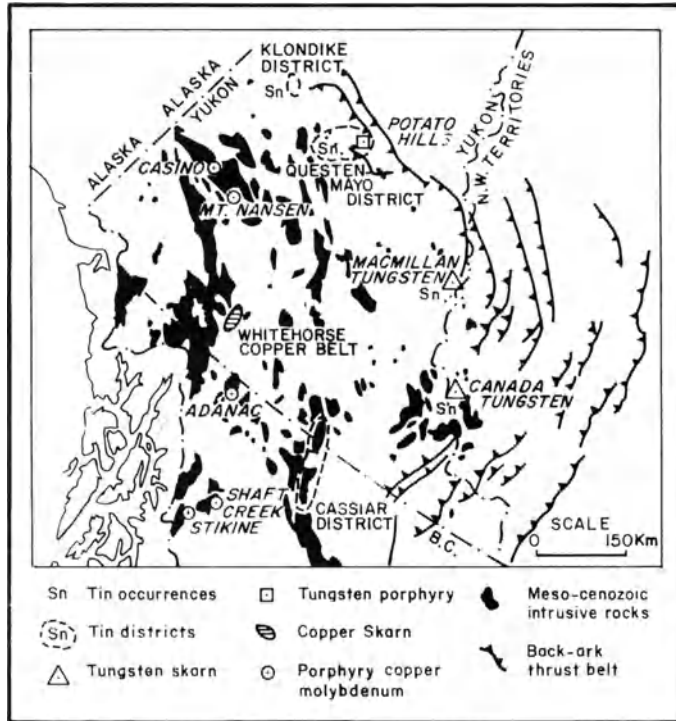 KLONDIKE
DISTRICT
Sn
ALASKA
YUKON
ALASKA
POTATO
HILLS
Sn
YUKON
N.W. TERRITORIES
CASINO
QUESTEN
MAYO
DISTRICT
MT. NANSEN
MACMILLAN
TUNGSTEN
Sn
WHITEHORSE
COPPER BELT
ADANAC
CANADA
TUNGSTEN
Sn
SHAFT
CREEK
STIKINE
CASSIAR
DISTRICT
B.C.
SCALE
0 150 Km
Sn Tin occurrences
Sn Tin districts
Tungsten skarn
Tungsten porphyry
Copper Skarn
Porphyry copper
molybdenum
Meso-cenozoic
intrusive rocks
Back-ark
thrust belt